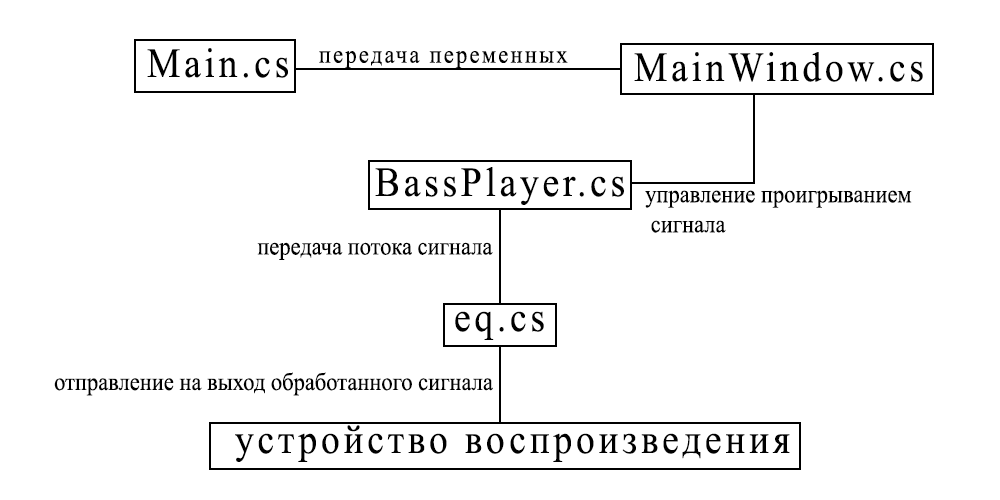 Main.cs
передача переменных
MainWindow.cs
BassPlayer.cs
управление проигрыванием
сигнала
передача потока сигнала
eq.cs
отправление на выход обработанного сигнала
устройство воспроизведения